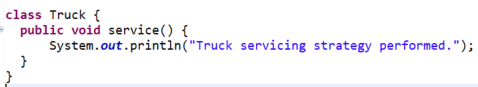 class Truck {
  public void service() {
      System.out.println("Truck servicing strategy performed.");
  }
}